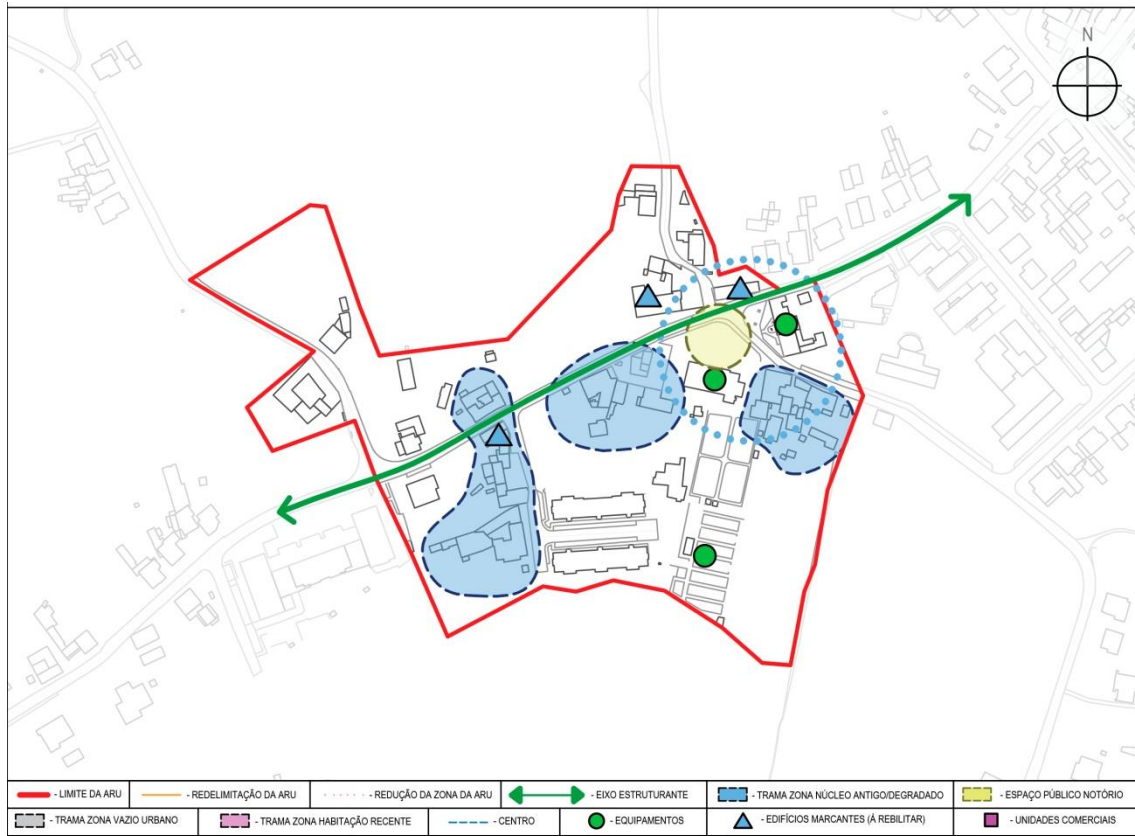 N
- LIMITE DA ARU
- REDELIMITAÇÃO DA ARU
- REDUÇÃO DA ZONA DA ARU
- EIXO ESTRUTURANTE
- TRAMA ZONA NÚCLEO ANTIGO/DEGRADADO
- ESPAÇO PÚBLICO NOTÓRIO
- TRAMA ZONA VAZIO URBANO
- TRAMA ZONA HABITAÇÃO RECENTE
- CENTRO
- EQUIPAMENTOS
- EDIFÍCIOS MARCANTES (Á REBILITAR)
- UNIDADES COMERCIAIS